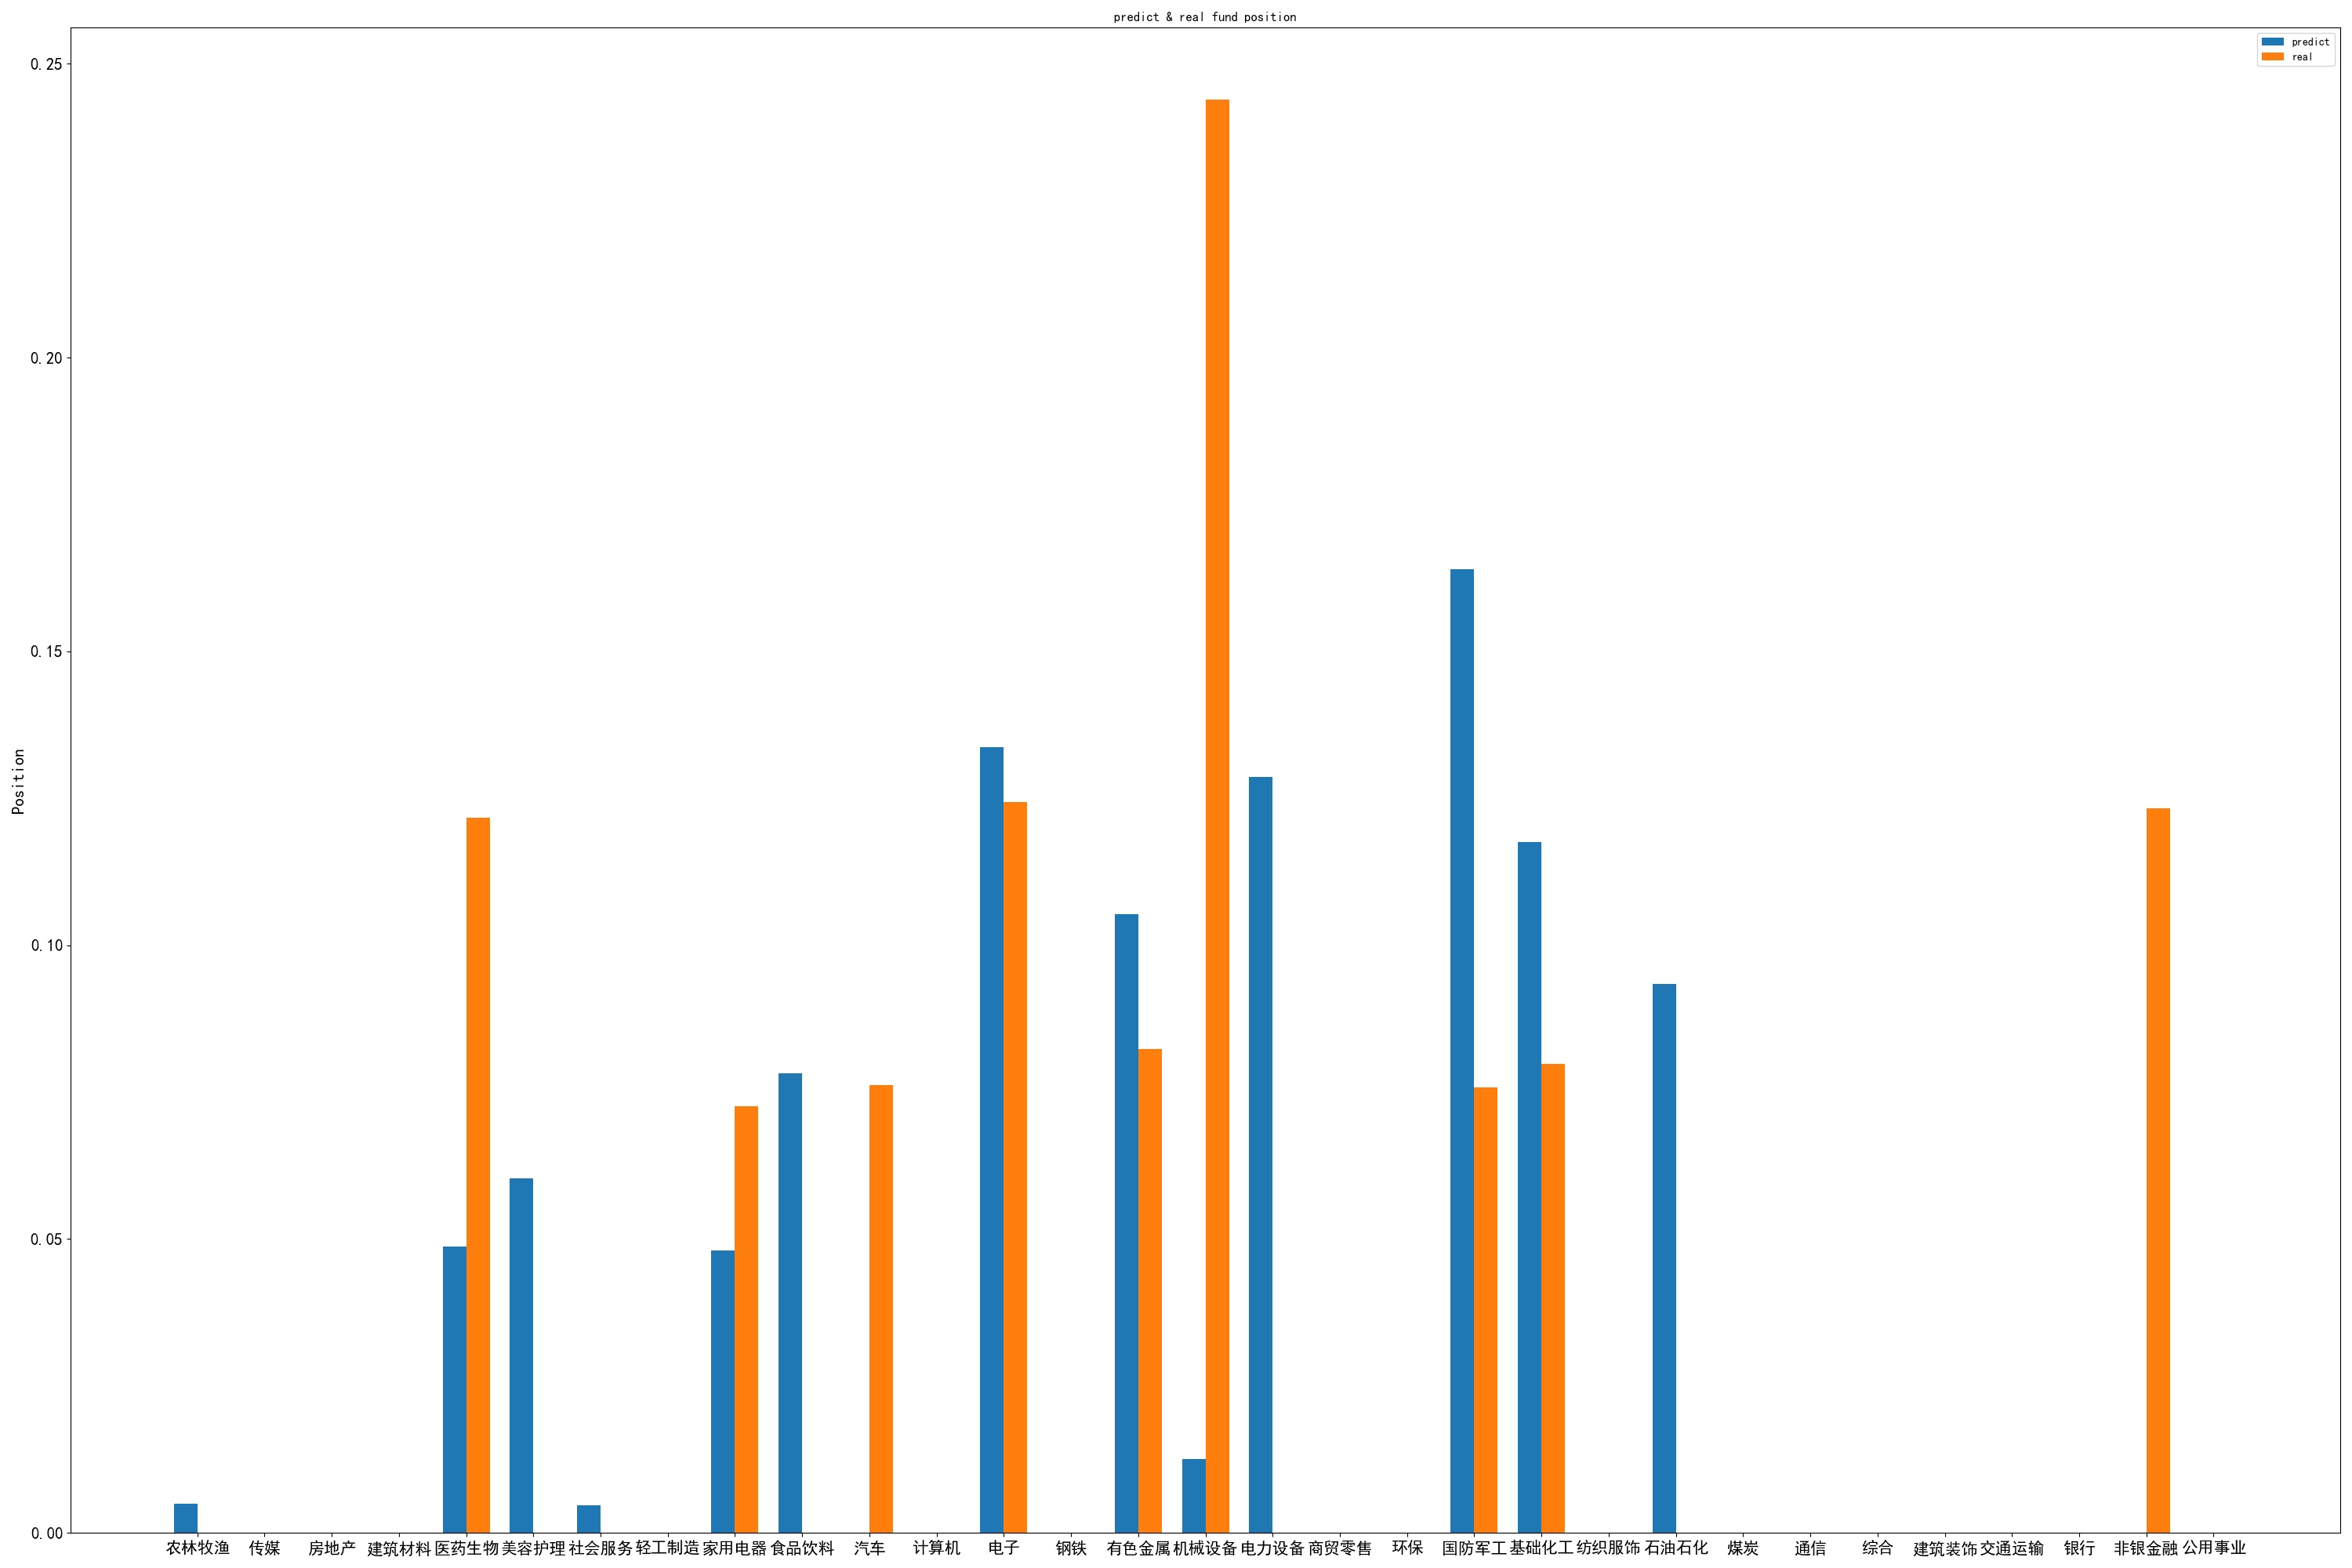 predict & real fund position
predict
real
0.25
0.20
0.15
0.10
0.05
0.00
Position
农林牧渔 传媒 房地产 建筑材料 医药生物 美容护理 社会服务 轻工制造 家用电器 食品饮料 汽车 计算机 电子 钢铁 有色金属 机械设备 电力设备 商贸零售 环保 国防军工 基础化工 纺织服饰 石油石化 煤炭 通信 综合 建筑装饰 交通运输 银行 非银金融 公用事业